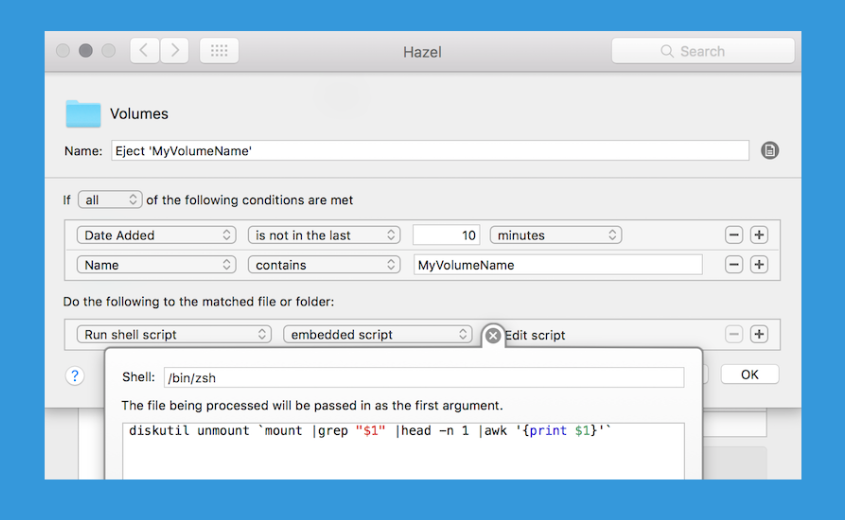 Hazel
Search
Volumes
Name: Eject 'MyVolumeName'
If all of the following conditions are met
Date Added is not in the last 10 minutes
Name contains MyVolumeName
Do the following to the matched file or folder:
Run shell script embedded script Edit script
? OK
Shell: /bin/zsh
The file being processed will be passed in as the first argument.
diskutil unmount `mount |grep "$1" |head -n 1 |awk '{print $1}'`